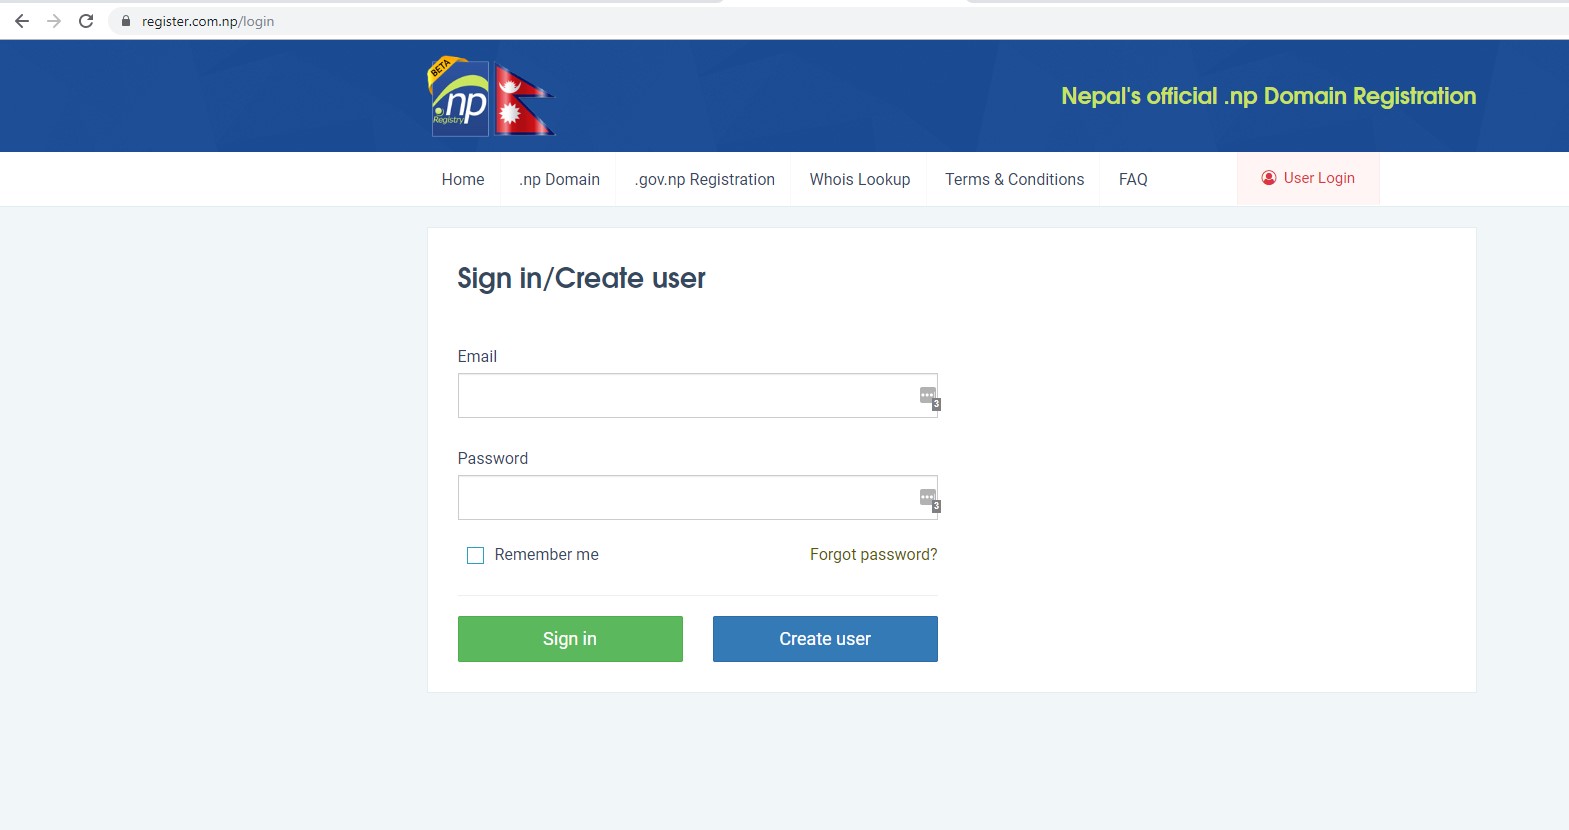 register.com.np/login
BETA
.np
Registry
Nepal's official .np Domain Registration
Home
.np Domain
.gov.np Registration
Whois Lookup
Terms & Conditions
FAQ
User Login
Sign in/Create user
Email
3
Password
3
Remember me
Forgot password?
Sign in
Create user